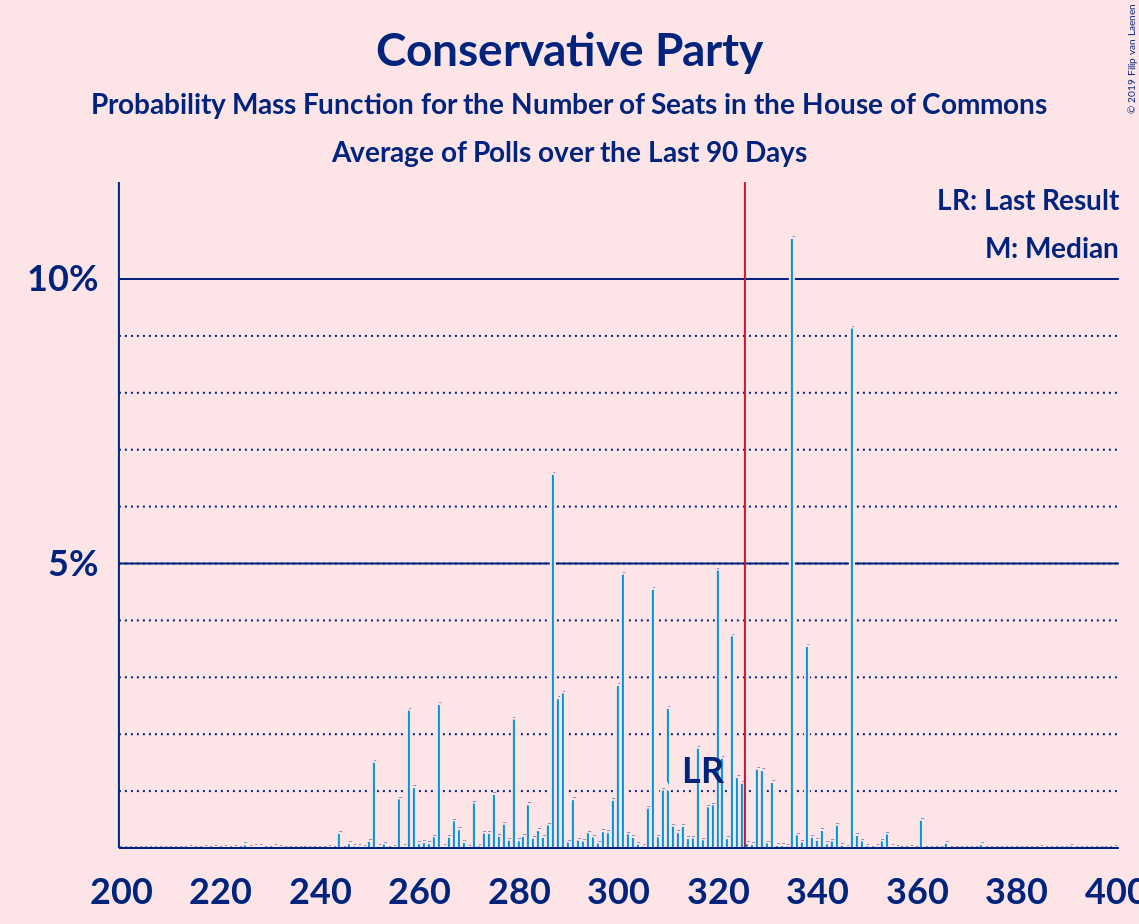 Conservative Party
Probability Mass Function for the Number of Seats in the House of Commons
Average of Polls over the Last 90 Days
© 2019 Filip van Laenen
LR: Last Result
M: Median
10%
5%
LR
200 220 240 260 280 300 320 340 360 380 400